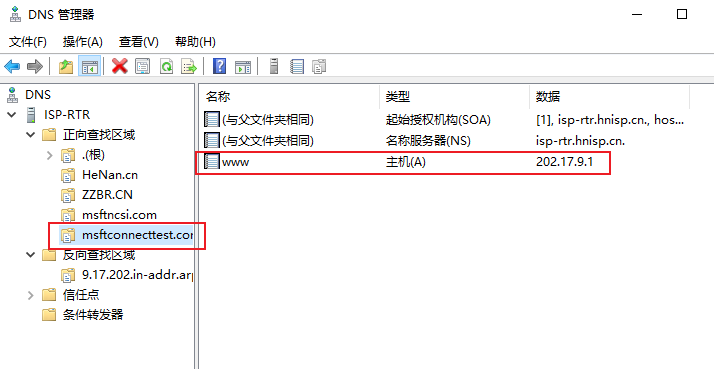 DNS 管理器
文件(F) 操作(A) 查看(V) 帮助(H)
DNS
ISP-RTR
正向查找区域
.(根)
HeNan.cn
ZZBR.CN
msftncsi.com
msftconnecttest.cor
反向查找区域
9.17.202.in-addr.arp
信任点
条件转发器
名称 类型 数据
(与父文件夹相同) 起始授权机构(SOA) [1], isp-rtr.hnisp.cn., hos...
(与父文件夹相同) 名称服务器(NS) isp-rtr.hnisp.cn.
www 主机(A) 202.17.9.1